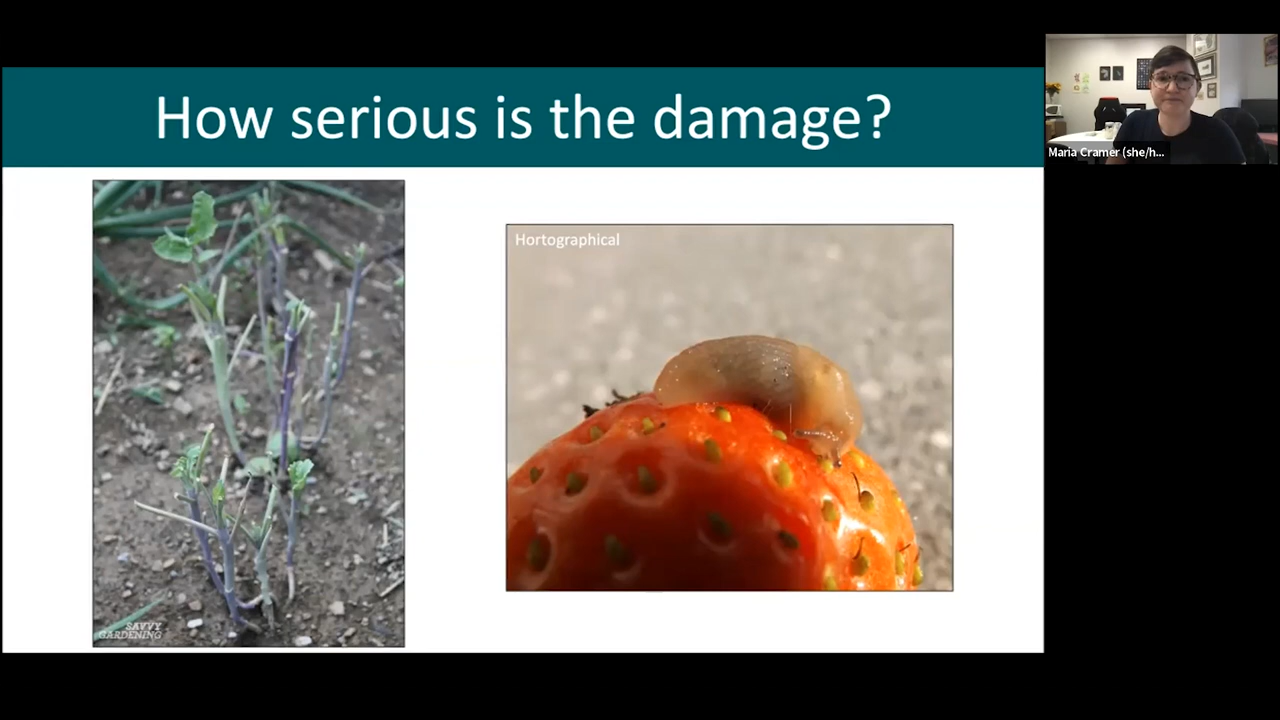 How serious is the damage?
Maria Cramer (she/h...
Hortographical
SAVVY
GARDENING